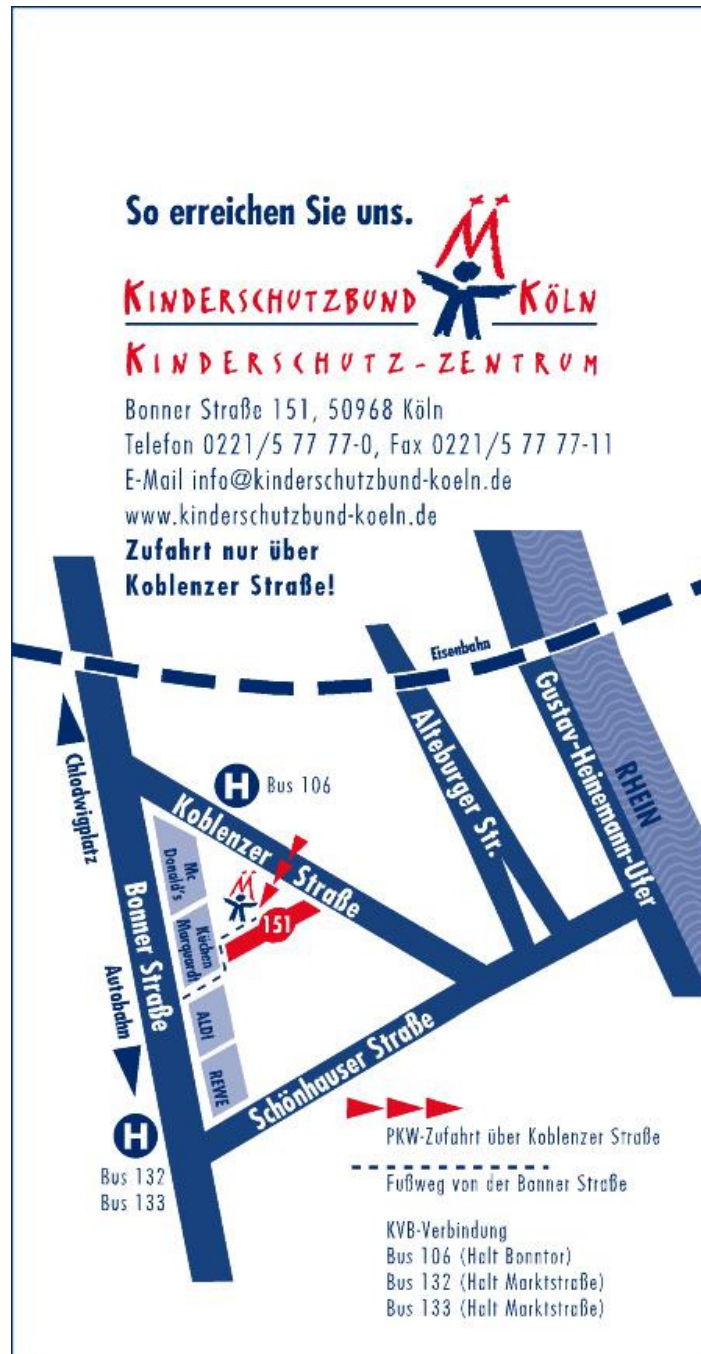 So erreichen Sie uns.
KINDERSCHUTZBUND KÖLN
KINDERSCHUTZ-ZENTRUM
Bonner Straße 151, 50968 Köln
Telefon 0221/5 77 77-0, Fax 0221/5 77 77-11
E-Mail info@kinderschutzbund-koeln.de
www.kinderschutzbund-koeln.de
Zufahrt nur über
Koblenzer Straße!
Eisenbahn
Gustav-Heinemann-Ufer
RHEIN
Alteburger Str.
Chlodwigplatz
H Bus 106
Koblenzer Straße
Mc
Donald's
Bonner Straße
Küchen
Marquardt
151
Autobahn
ALDI
REWE
Schönhauser Straße
H
Bus 132
Bus 133
PKW-Zufahrt über Koblenzer Straße
Fußweg von der Bonner Straße
KVB-Verbindung
Bus 106 (Halt Bonntor)
Bus 132 (Halt Marktstraße)
Bus 133 (Halt Marktstraße)